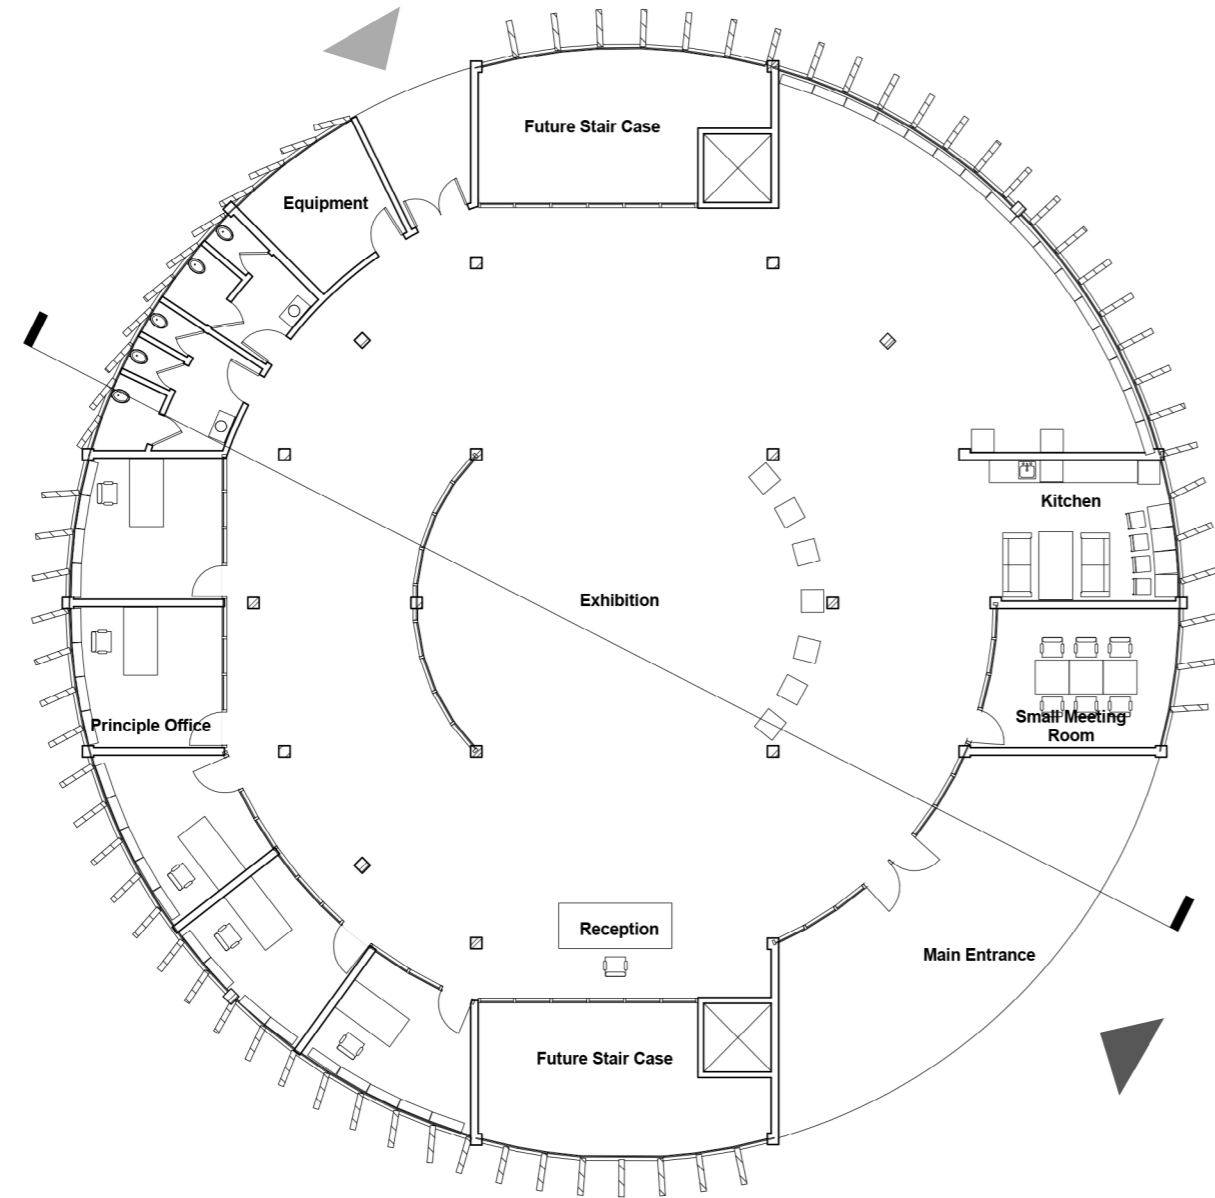 Future Stair Case
Equipment
Kitchen
Exhibition
Principle Office
Small Meeting
Room
Reception
Main Entrance
Future Stair Case